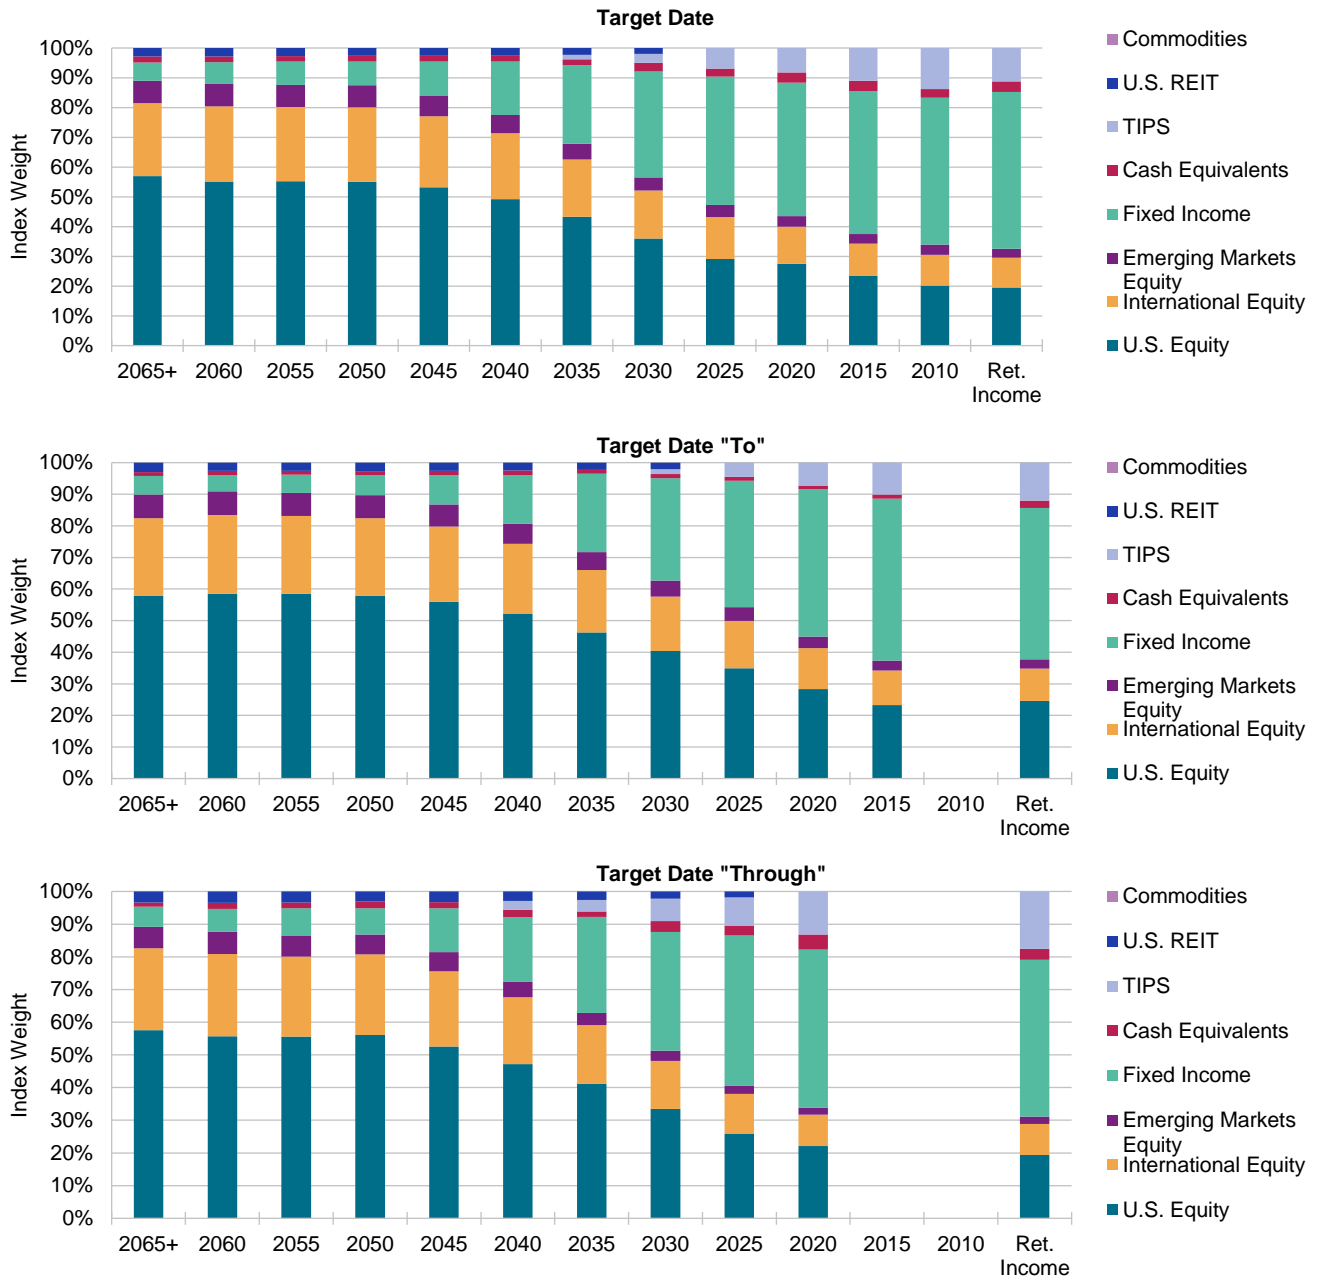 Target Date
Index Weight
100%
90%
80%
70%
60%
50%
40%
30%
20%
10%
0%
2065+ 2060 2055 2050 2045 2040 2035 2030 2025 2020 2015 2010 Ret.
Income
Commodities
U.S. REIT
TIPS
Cash Equivalents
Fixed Income
Emerging Markets
Equity
International Equity
U.S. Equity
Target Date "To"
Index Weight
100%
90%
80%
70%
60%
50%
40%
30%
20%
10%
0%
2065+ 2060 2055 2050 2045 2040 2035 2030 2025 2020 2015 2010 Ret.
Income
Commodities
U.S. REIT
TIPS
Cash Equivalents
Fixed Income
Emerging Markets
Equity
International Equity
U.S. Equity
Target Date "Through"
Index Weight
100%
90%
80%
70%
60%
50%
40%
30%
20%
10%
0%
2065+ 2060 2055 2050 2045 2040 2035 2030 2025 2020 2015 2010 Ret.
Income
Commodities
U.S. REIT
TIPS
Cash Equivalents
Fixed Income
Emerging Markets
Equity
International Equity
U.S. Equity